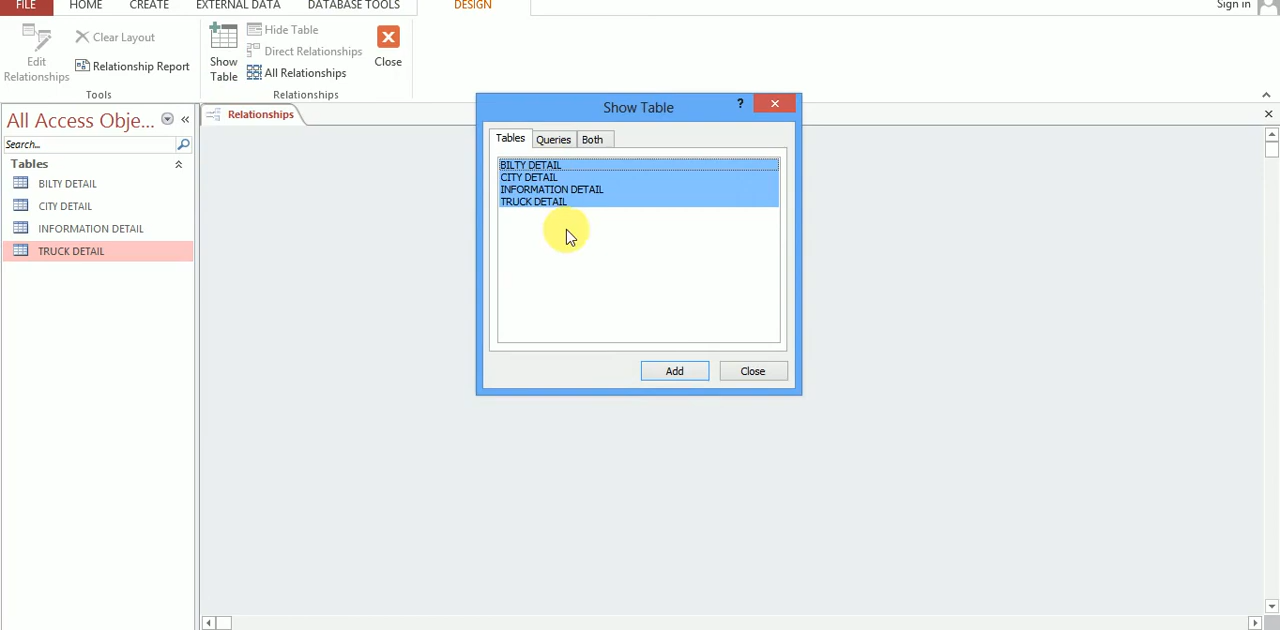 FILE HOME CREATE EXTERNAL DATA DATABASE TOOLS DESIGN Sign in
Edit Relationships
Clear Layout
Relationship Report
Tools
Show Table
Hide Table
Direct Relationships
All Relationships
Relationships
Close
All Access Obje...
Search...
Tables
BILTY DETAIL
CITY DETAIL
INFORMATION DETAIL
TRUCK DETAIL
Relationships
Show Table
?
Tables Queries Both
BILTY DETAIL
CITY DETAIL
INFORMATION DETAIL
TRUCK DETAIL
Add Close